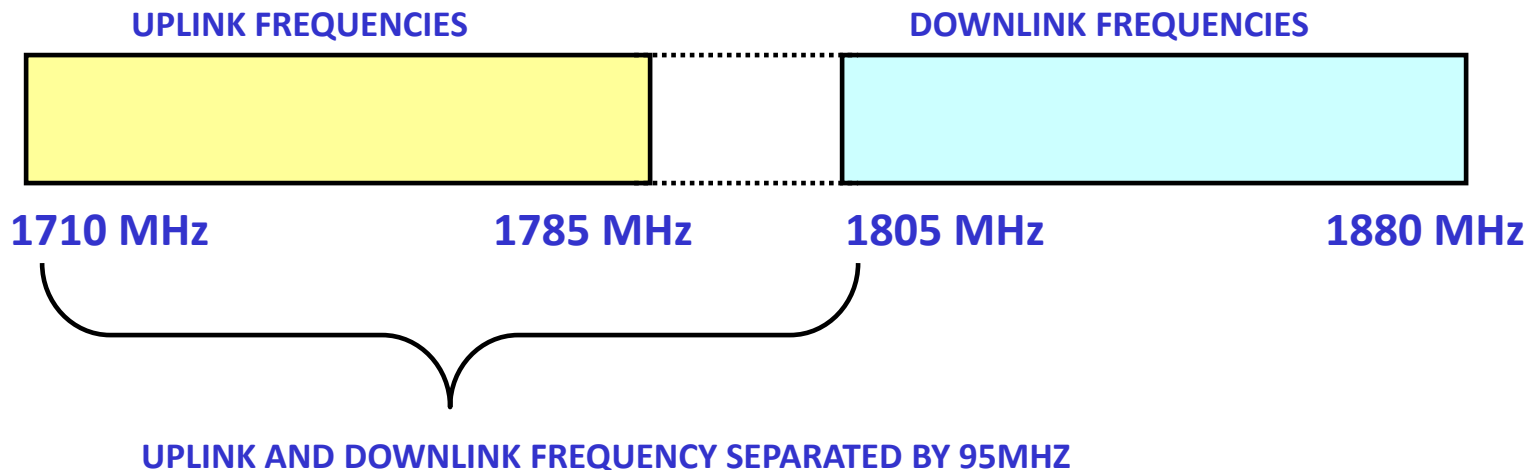 UPLINK FREQUENCIES
DOWNLINK FREQUENCIES
1710 MHz
1785 MHz
1805 MHz
1880 MHz
UPLINK AND DOWNLINK FREQUENCY SEPARATED BY 95MHZ